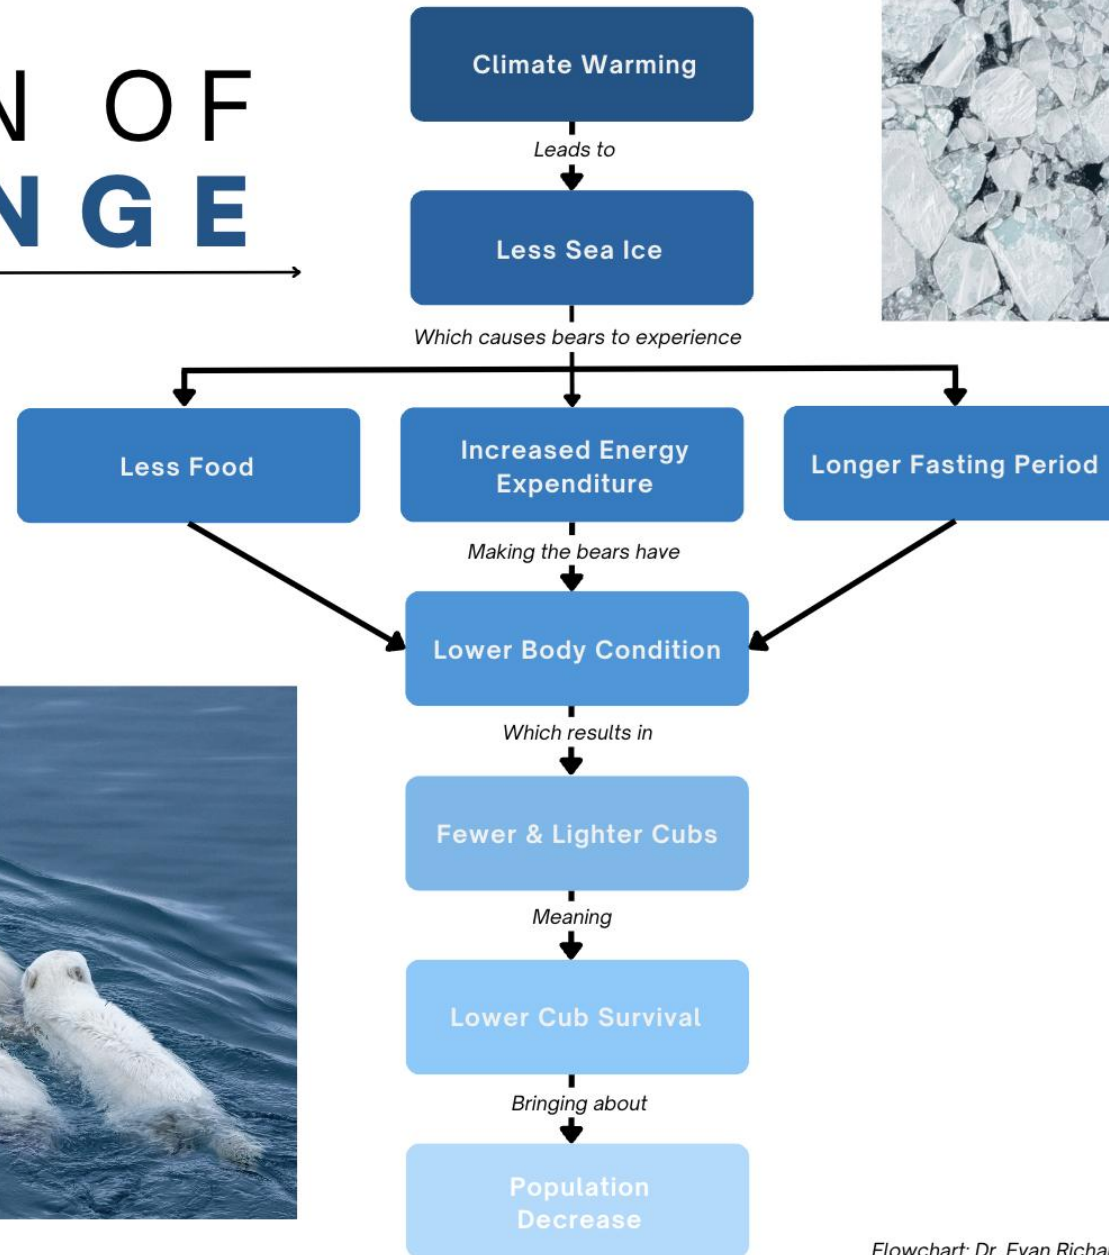 N OF
NGE
Climate Warming
Leads to
Less Sea Ice
Which causes bears to experience
Less Food
Increased Energy
Expenditure
Longer Fasting Period
Making the bears have
Lower Body Condition
Which results in
Fewer & Lighter Cubs
Meaning
Lower Cub Survival
Bringing about
Population
Decrease
Flowchart: Dr. Evan Richa